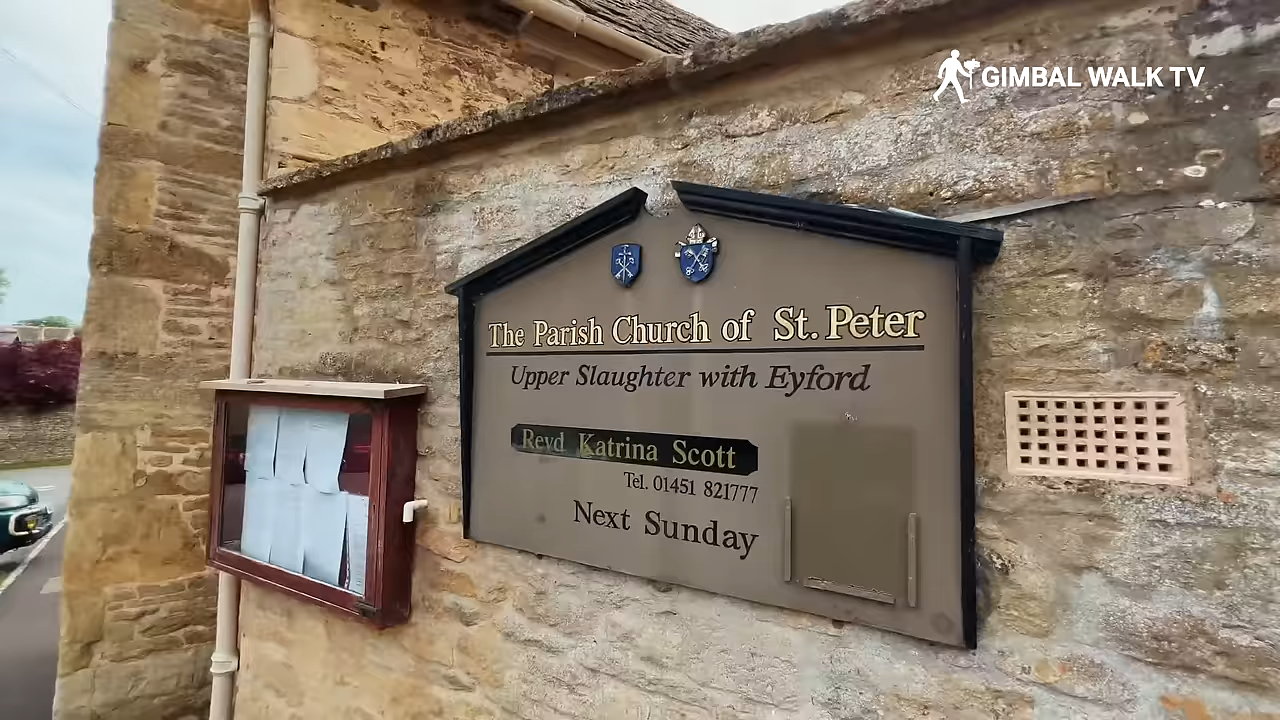 GIMBAL WALK TV
The Parish Church of St. Peter
Upper Slaughter with Eyford
Revd Katrina Scott
Tel. 01451 821777
Next Sunday